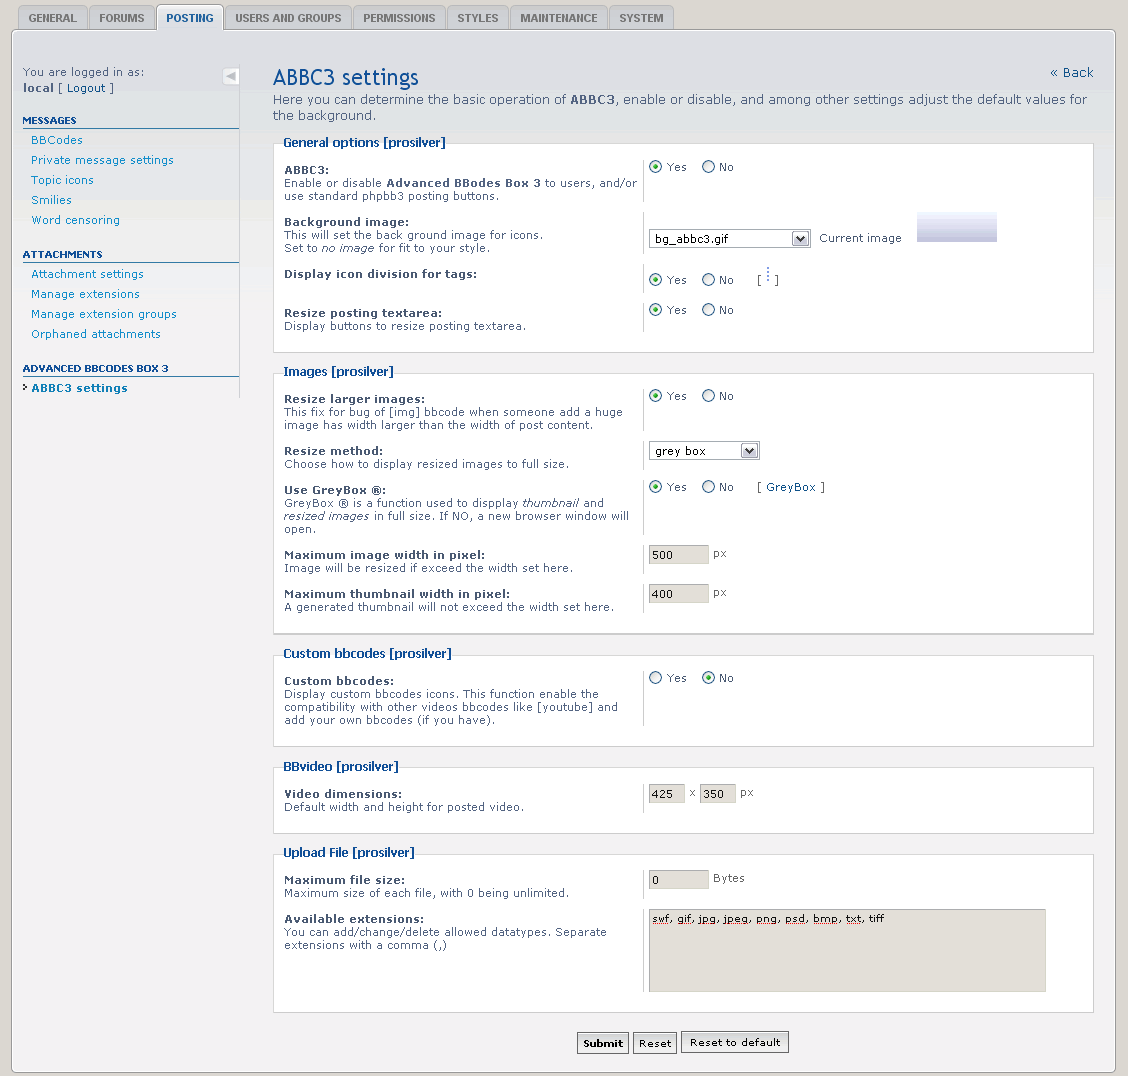 GENERAL FORUMS POSTING USERS AND GROUPS PERMISSIONS STYLES MAINTENANCE SYSTEM
You are logged in as:
local [ Logout ]
MESSAGES
BBCodes
Private message settings
Topic icons
Smilies
Word censoring
ATTACHMENTS
Attachment settings
Manage extensions
Manage extension groups
Orphaned attachments
ADVANCED BBCODES BOX 3
ABBC3 settings
« Back
ABBC3 settings
Here you can determine the basic operation of ABBC3, enable or disable, and among other settings adjust the default values for
the background.
General options [prosilver]
ABBC3:
Enable or disable Advanced BBodes Box 3 to users, and/or
use standard phpbb3 posting buttons.
Yes No
Background image:
This will set the back ground image for icons.
Set to no image for fit to your style.
bg_abbc3.gif Current image
Display icon division for tags:
Yes No [ ]
Resize posting textarea:
Display buttons to resize posting textarea.
Yes No
Images [prosilver]
Resize larger images:
This fix for bug of [img] bbcode when someone add a huge
image has width larger than the width of post content.
Yes No
Resize method:
Choose how to display resized images to full size.
grey box
Use GreyBox ®:
GreyBox ® is a function used to dispplay thumbnail and
resized images in full size. If NO, a new browser window will
open.
Yes No [ GreyBox ]
Maximum image width in pixel:
Image will be resized if exceed the width set here.
500 px
Maximum thumbnail width in pixel:
A generated thumbnail will not exceed the width set here.
400 px
Custom bbcodes [prosilver]
Custom bbcodes:
Display custom bbcodes icons. This function enable the
compatibility with other videos bbcodes like [youtube] and
add your own bbcodes (if you have).
Yes No
BBvideo [prosilver]
Video dimensions:
Default width and height for posted video.
425 x 350 px
Upload File [prosilver]
Maximum file size:
Maximum size of each file, with 0 being unlimited.
0 Bytes
Available extensions:
You can add/change/delete allowed datatypes. Separate
extensions with a comma (,)
swf, gif, jpg, jpeg, png, psd, bmp, txt, tiff
Submit Reset Reset to default